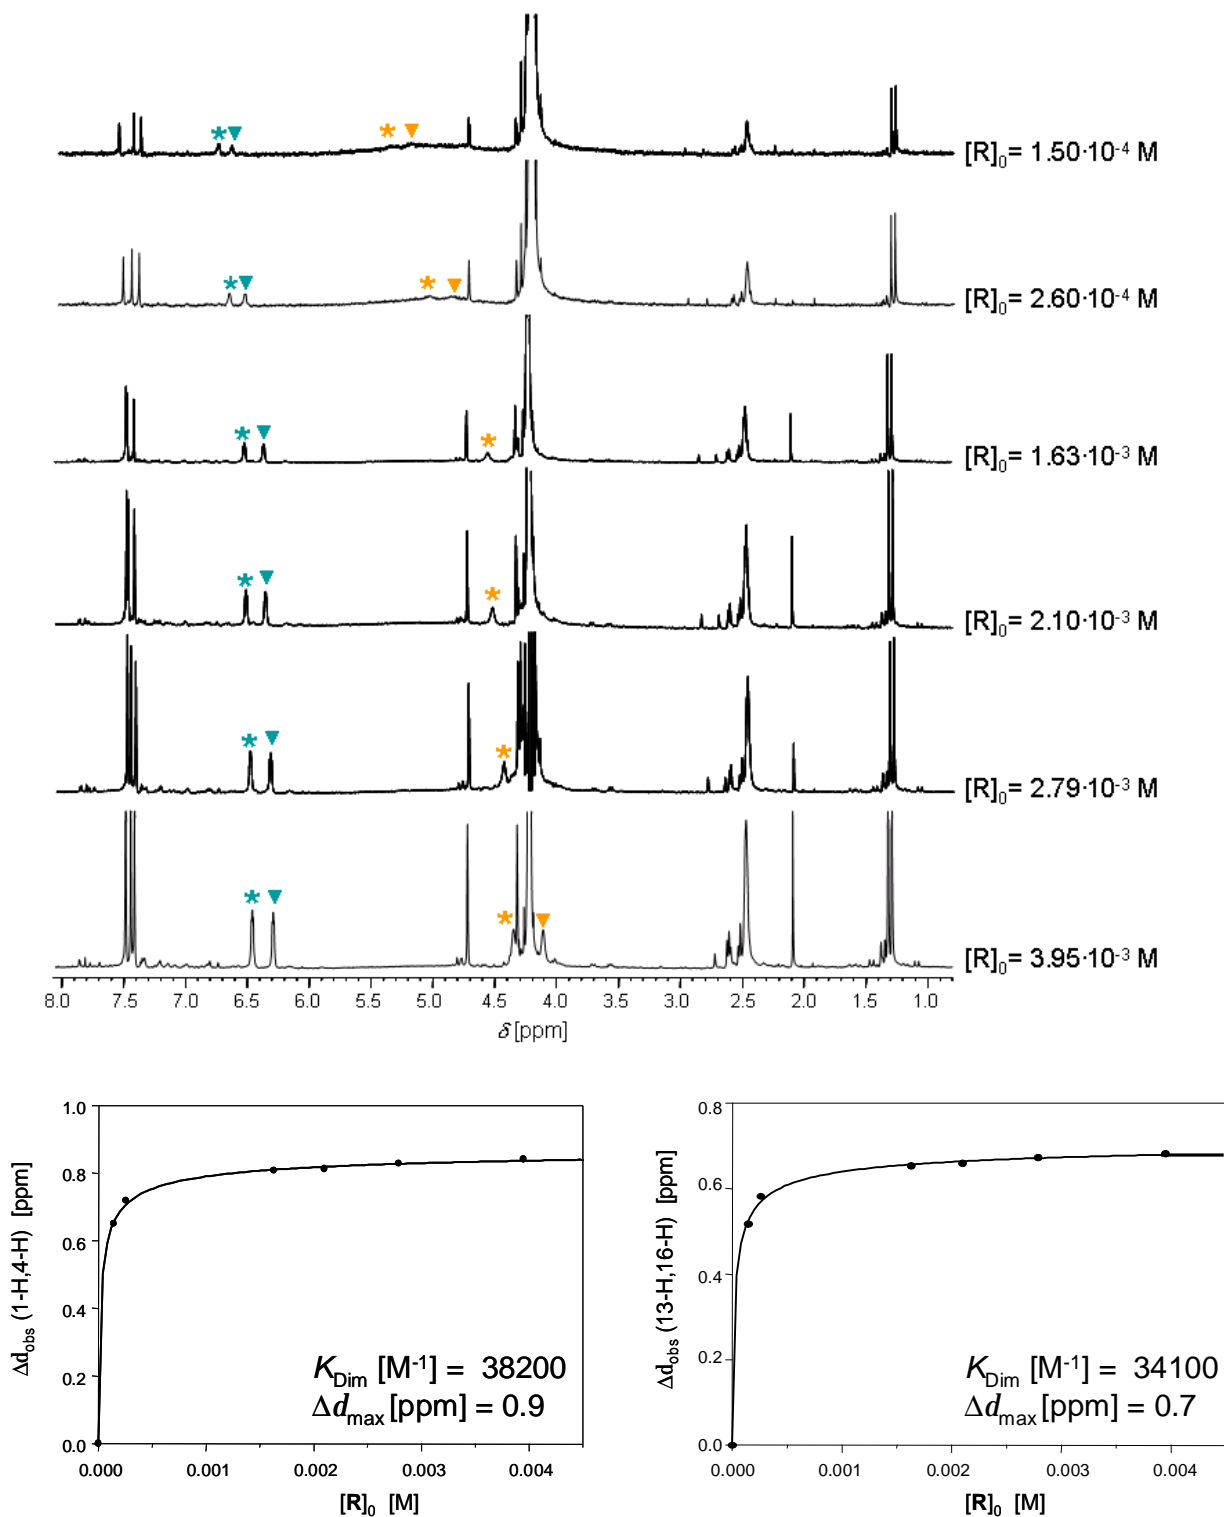 [R]₀= 1.50·10⁻⁴ M
[R]₀= 2.60·10⁻⁴ M
[R]₀= 1.63·10⁻³ M
[R]₀= 2.10·10⁻³ M
[R]₀= 2.79·10⁻³ M
[R]₀= 3.95·10⁻³ M
8.0 7.5 7.0 6.5 6.0 5.5 5.0 4.5 4.0 3.5 3.0 2.5 2.0 1.5 1.0
δ [ppm]
Δd_obs (1-H,4-H) [ppm]
1.0
0.8
0.6
0.4
0.2
0.0
K_Dim [M⁻¹] = 38200
Δd_max [ppm] = 0.9
0.000 0.001 0.002 0.003 0.004
[R]₀ [M]
Δd_obs (13-H,16-H) [ppm]
0.8
0.6
0.4
0.2
0.0
K_Dim [M⁻¹] = 34100
Δd_max [ppm] = 0.7
0.000 0.001 0.002 0.003 0.004
[R]₀ [M]